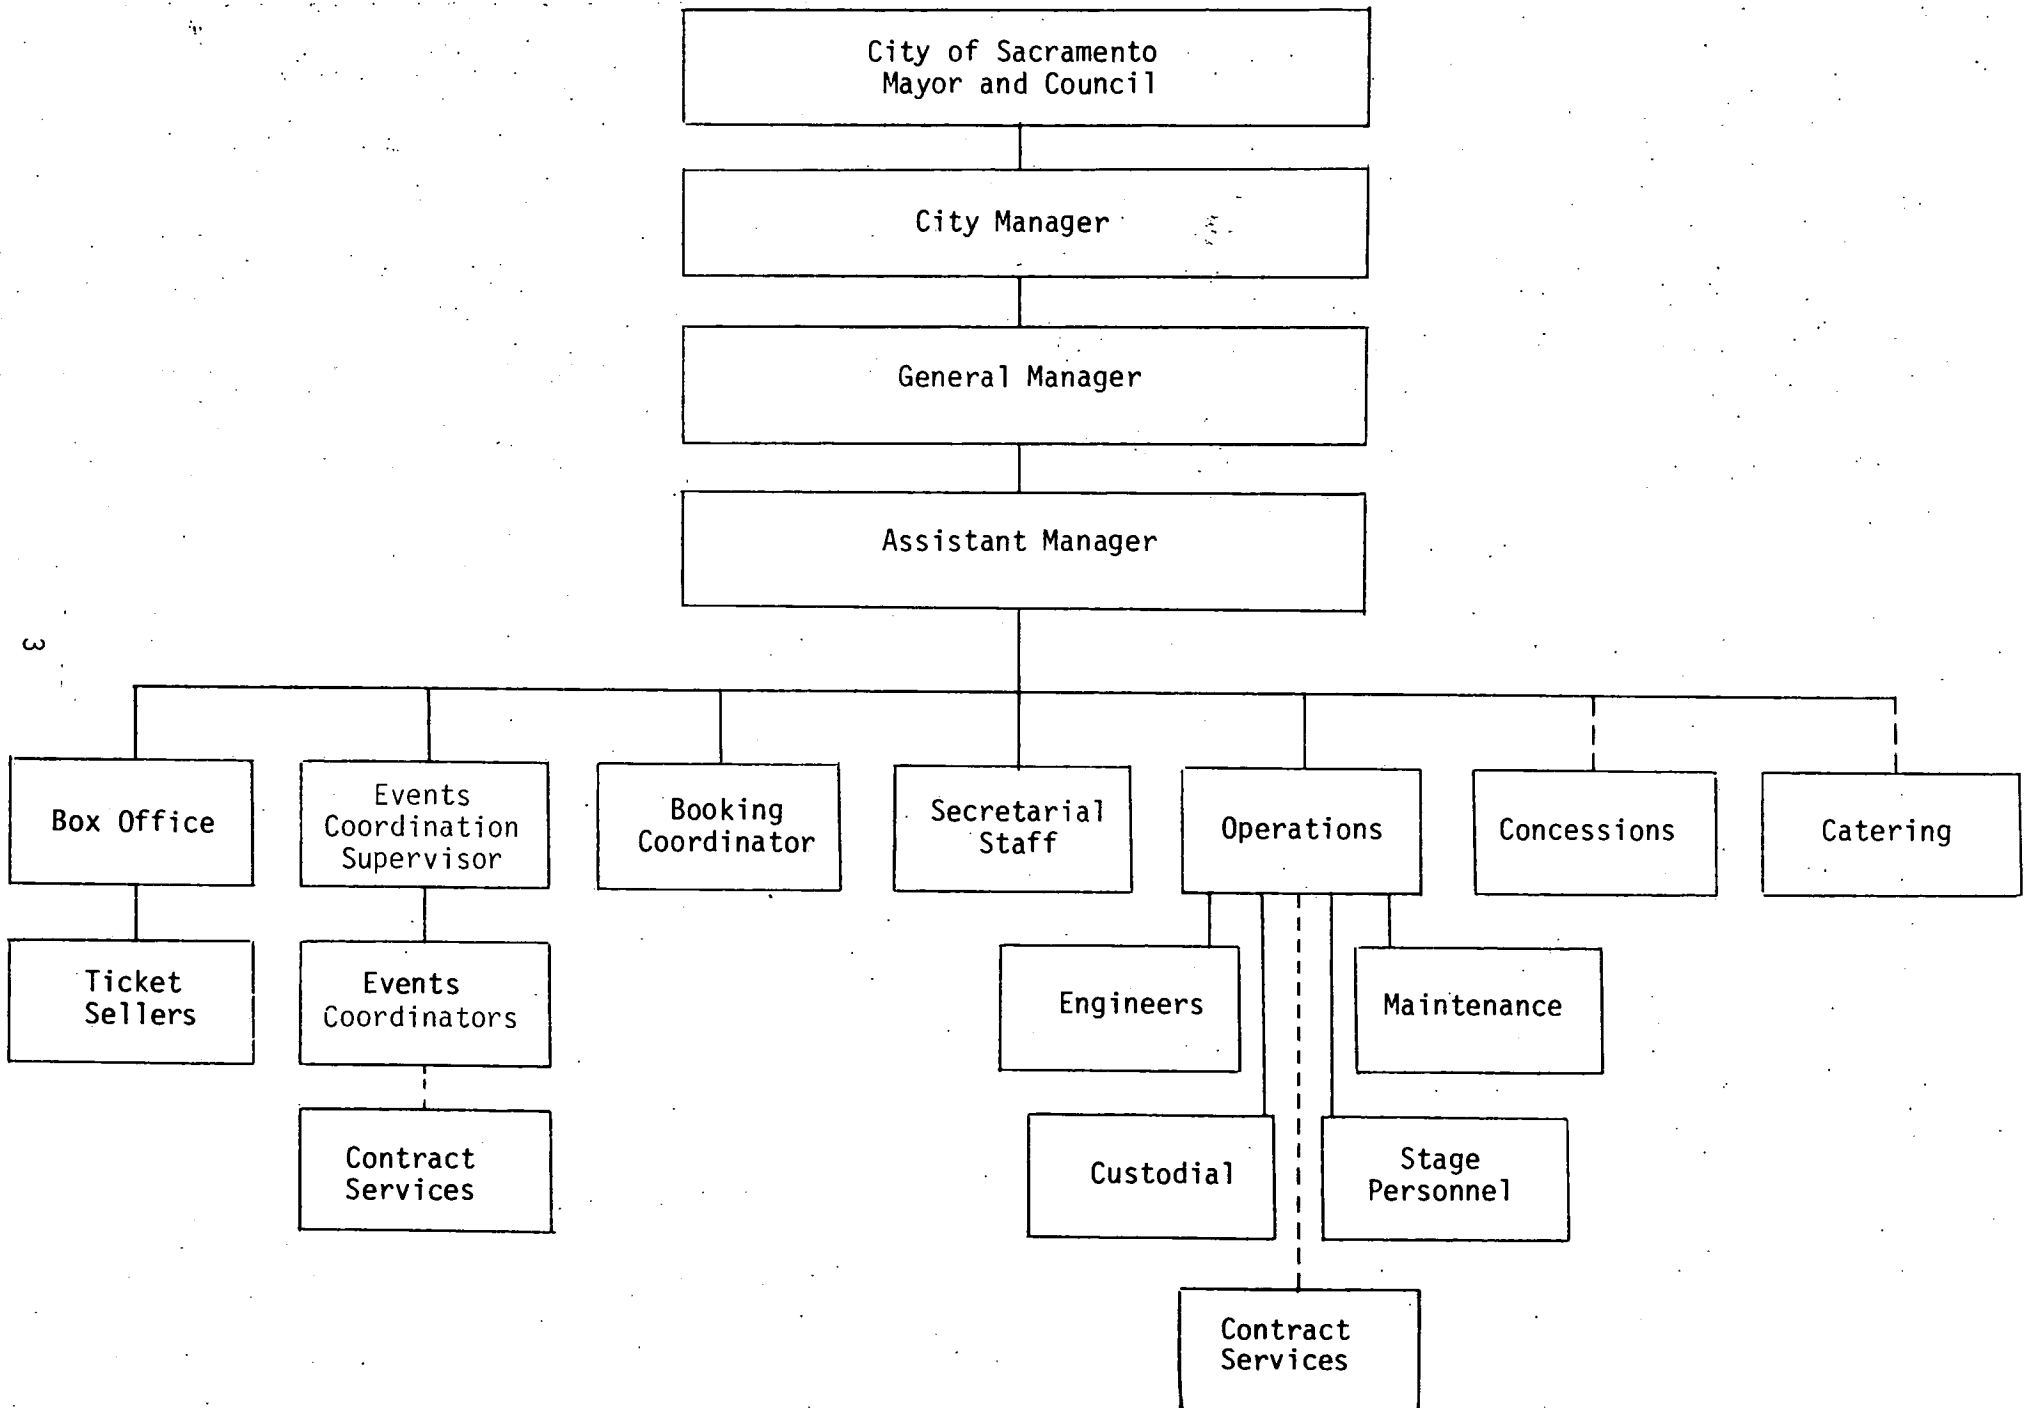 City of Sacramento
Mayor and Council
City Manager
General Manager
Assistant Manager
3
Box Office
Events
Coordination
Supervisor
Booking
Coordinator
Secretarial
Staff
Operations
Concessions
Catering
Ticket
Sellers
Events
Coordinators
Engineers
Maintenance
Contract
Services
Custodial
Stage
Personnel
Contract
Services